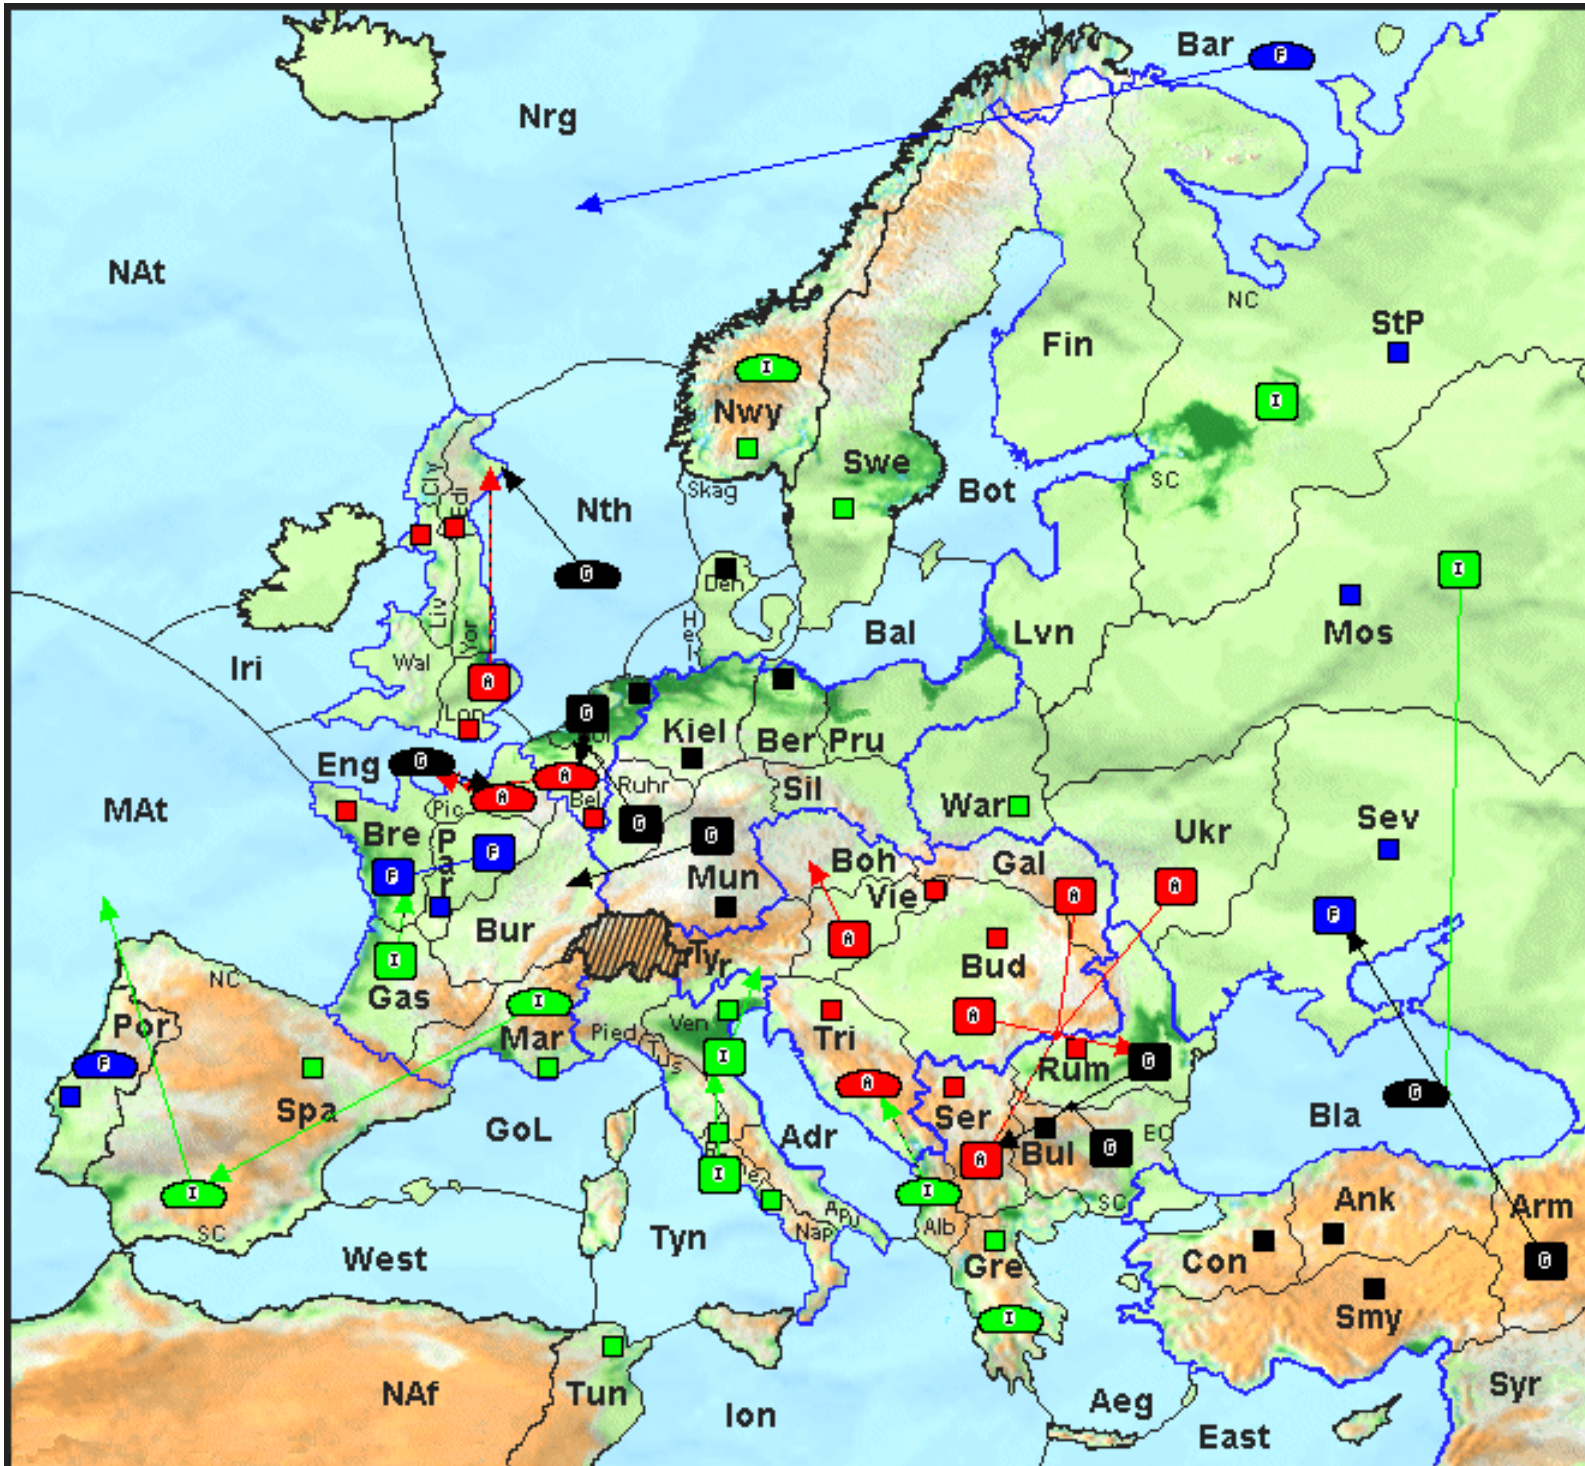 Bar
F
Nrg
NAt
NC
StP
Fin
I
Nwy
I
Swe
SC
Cly
Skag
Bot
Nth
I
G
Den
Mos
Liv
Yor
Hel
Bal
Lvn
Iri
Wal
A
Lon
G
Kiel
Ber
Pru
Eng
G
A
Ruhr
Sil
MAt
Pic
A
Bel
War
Sev
Bre
Par
F
G
G
Ukr
Boh
Gal
F
Mun
Vie
A
A
F
Bur
A
Tyr
Bud
I
Gas
NC
I
Por
Mar
Pied
Ven
Tri
A
F
Tus
I
Rum
G
Spa
A
Ser
G
Bla
GoL
Adr
Bul
G
EC
A
I
I
I
Ank
Arm
SC
Apu
Alb
SC
Tyn
Nap
West
Con
Gre
G
I
Smy
NAf
Tun
Ion
Aeg
Syr
East